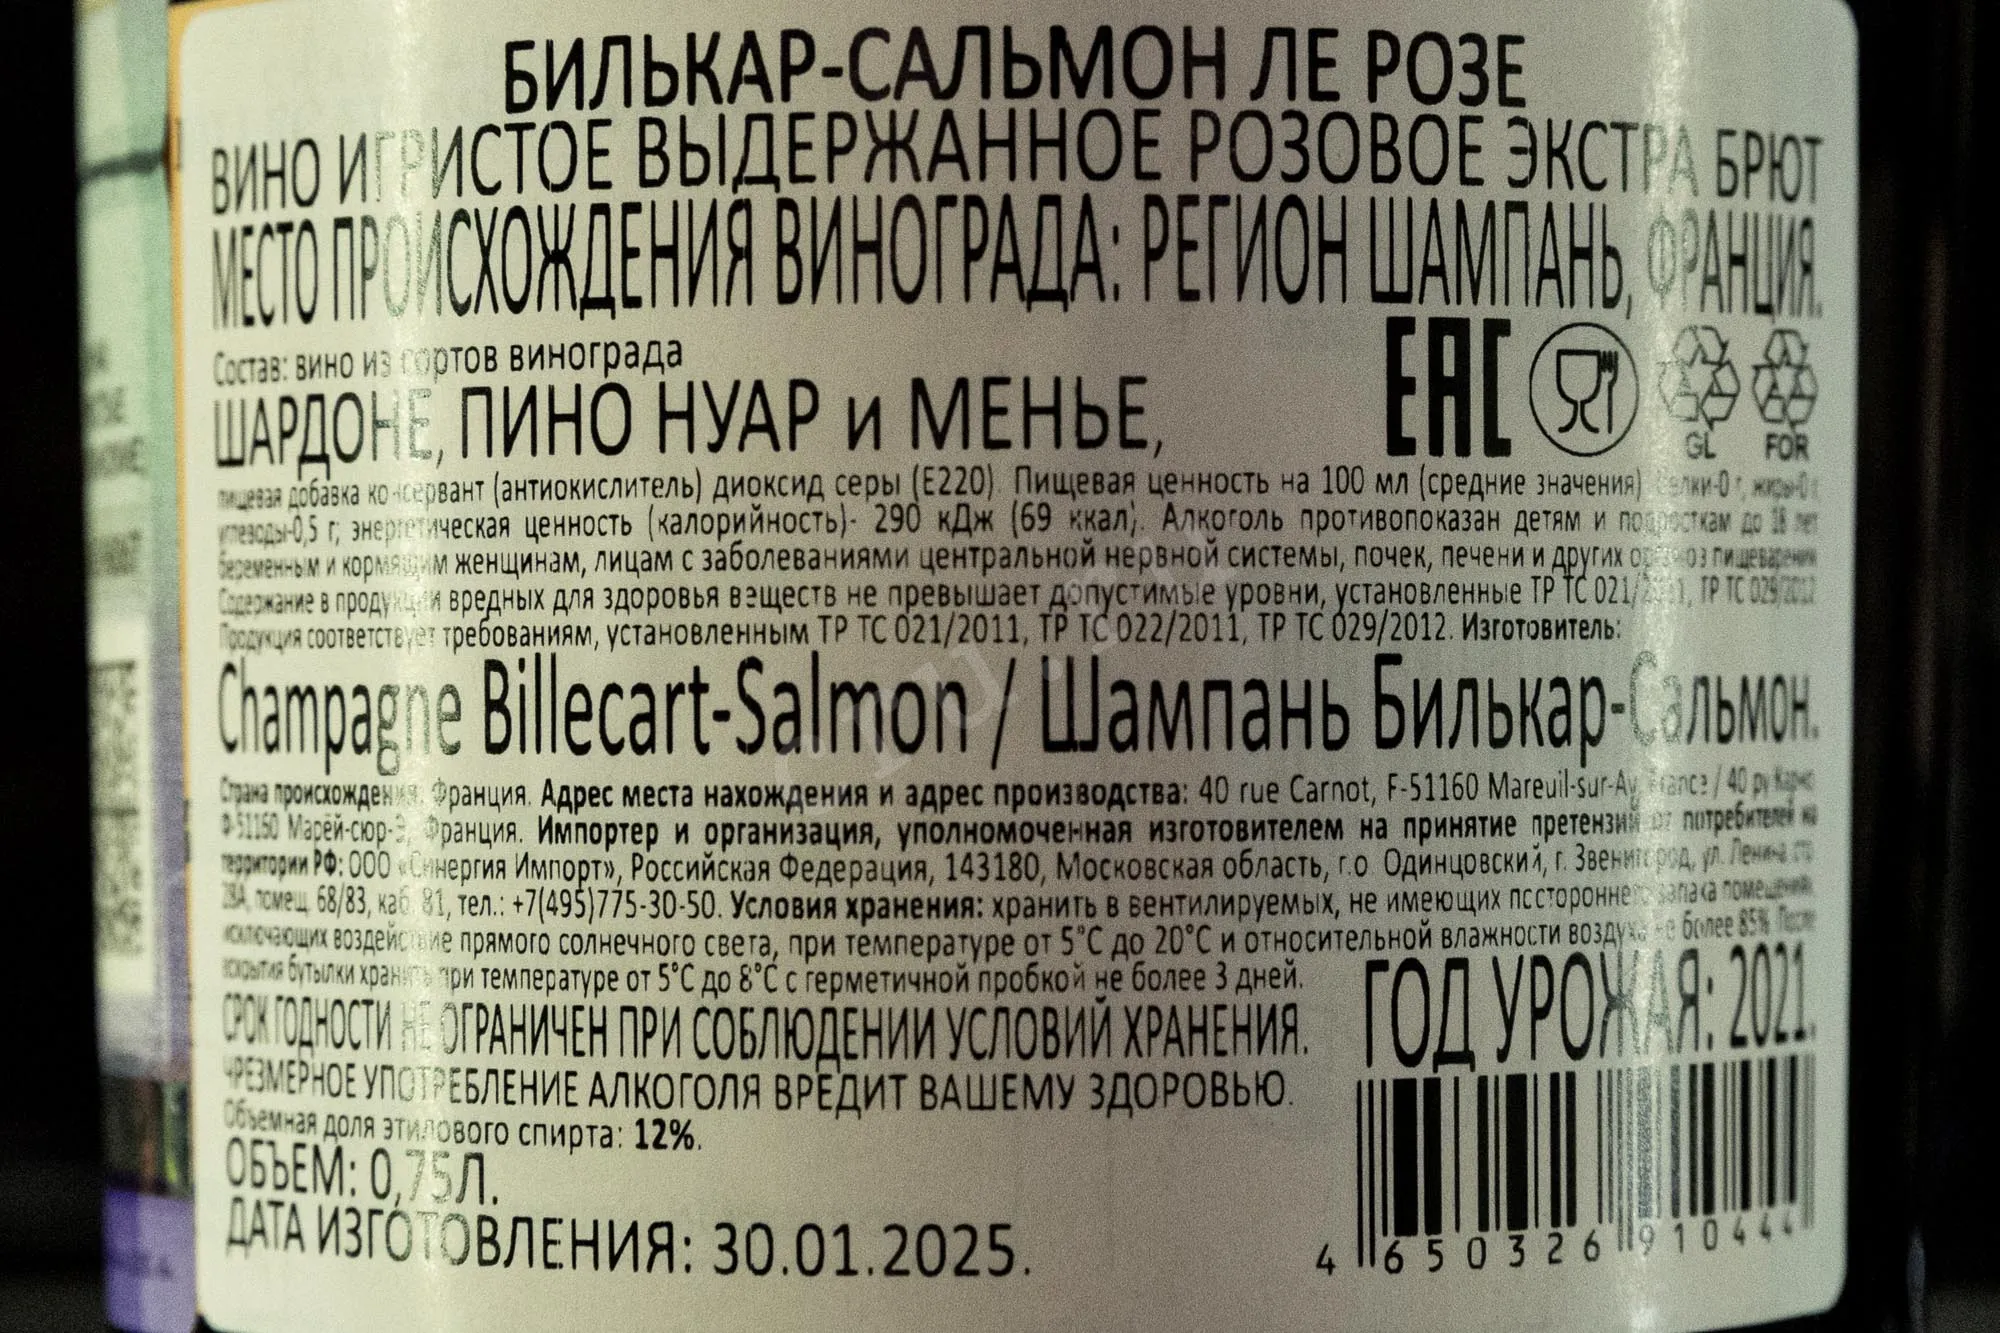 БИЛЬКАР-САЛЬМОН ЛЕ РОЗЕ
ВИНО ИГРИСТОЕ ВЫДЕРЖАННОЕ РОЗОВОЕ ЭКСТРА БРЮТ
МЕСТО ПРОИСХОЖДЕНИЯ ВИНОГРАДА: РЕГИОН ШАМПАНЬ, ФРАНЦИЯ.
Состав: вино из сортов винограда
ШАРДОНЕ, ПИНО НУАР и МЕНЬЕ,
EAC
GL
FOR
пищевая добавка консервант (антиокислитель) диоксид серы (E220). Пищевая ценность на 100 мл (средние значения) белки-0 г, жиры-0 г
углеводы-0,5 г; энергетическая ценность (калорийность)- 290 кДж (69 ккал). Алкоголь противопоказан детям и подросткам до 18 лет
беременным и кормящим женщинам, лицам с заболеваниями центральной нервной системы, почек, печени и других органов пищеварения
Содержание в продукции вредных для здоровья веществ не превышает допустимые уровни, установленные ТР ТС 021/2011, ТР ТС 029/2012
Продукция соответствует требованиям, установленным ТР ТС 021/2011, ТР ТС 022/2011, ТР ТС 029/2012. Изготовитель:
Champagne Billecart-Salmon / Шампань Билькар-Сальмон.
Страна происхождения: Франция. Адрес места нахождения и адрес производства: 40 rue Carnot, F-51160 Mareuil-sur-Ay, France / 40 рю Карно
Ф-51160 Марёй-сюр-Э, Франция. Импортер и организация, уполномоченная изготовителем на принятие претензий от потребителей на
территории РФ: ООО «Синергия Импорт», Российская Федерация, 143180, Московская область, г.о. Одинцовский, г. Звенигород, ул. Ленина, стр.
28А, помещ. 68/83, каб. 81, тел.: +7(495)775-30-50. Условия хранения: хранить в вентилируемых, не имеющих постороннего запаха помещениях,
исключающих воздействие прямого солнечного света, при температуре от 5°С до 20°С и относительной влажности воздуха не более 85%. После
вскрытия бутылки хранить при температуре от 5°С до 8°С с герметичной пробкой не более 3 дней.
СРОК ГОДНОСТИ НЕ ОГРАНИЧЕН ПРИ СОБЛЮДЕНИИ УСЛОВИЙ ХРАНЕНИЯ.
ГОД УРОЖАЯ: 2021.
ЧРЕЗМЕРНОЕ УПОТРЕБЛЕНИЕ АЛКОГОЛЯ ВРЕДИТ ВАШЕМУ ЗДОРОВЬЮ.
Объемная доля этилового спирта: 12%.
ОБЪЕМ: 0,75Л.
ДАТА ИЗГОТОВЛЕНИЯ: 30.01.2025.
4 650326 910444